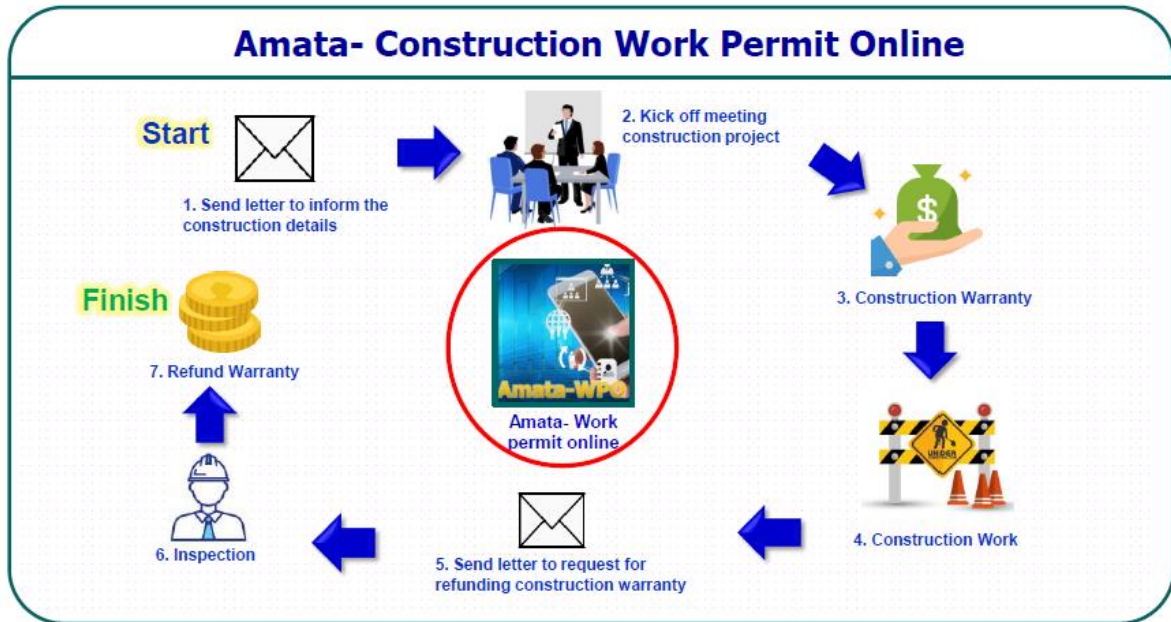 Amata- Construction Work Permit Online
Start
1. Send letter to inform the
construction details
2. Kick off meeting
construction project
$
3. Construction Warranty
UNDER
4. Construction Work
5. Send letter to request for
refunding construction warranty
6. Inspection
Finish
7. Refund Warranty
Amata-WPO
Amata- Work
permit online